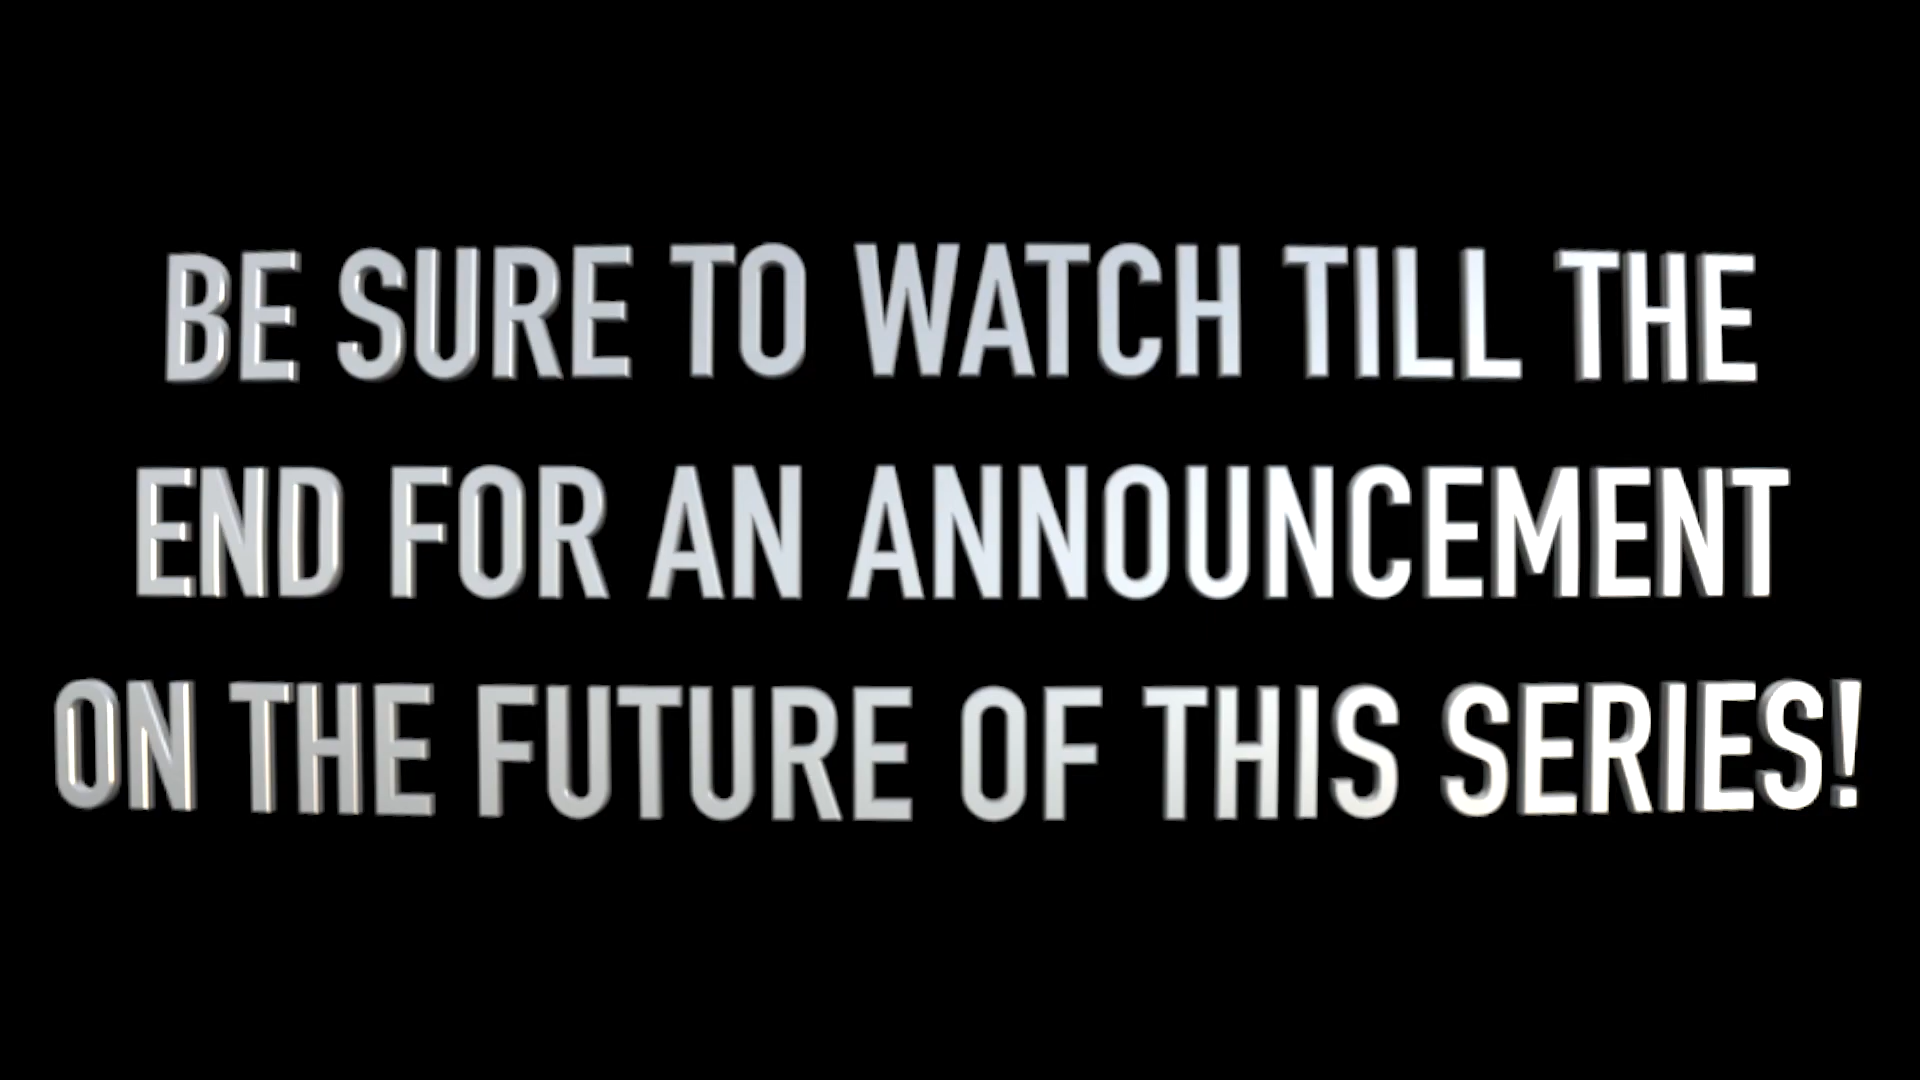 BE SURE TO WATCH TILL THE
END FOR AN ANNOUNCEMENT
ON THE FUTURE OF THIS SERIES!